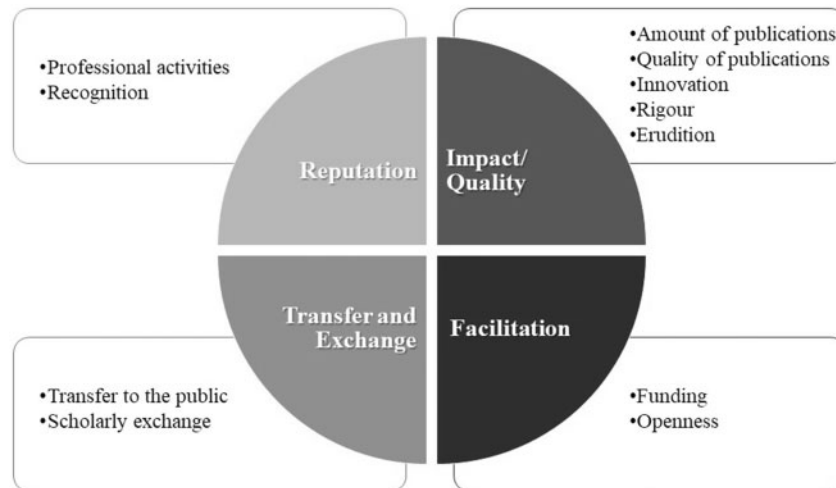 •Professional activities
•Recognition
•Amount of publications
•Quality of publications
•Innovation
•Rigour
•Erudition
Reputation
Impact/
Quality
Transfer and
Exchange
Facilitation
•Transfer to the public
•Scholarly exchange
•Funding
•Openness